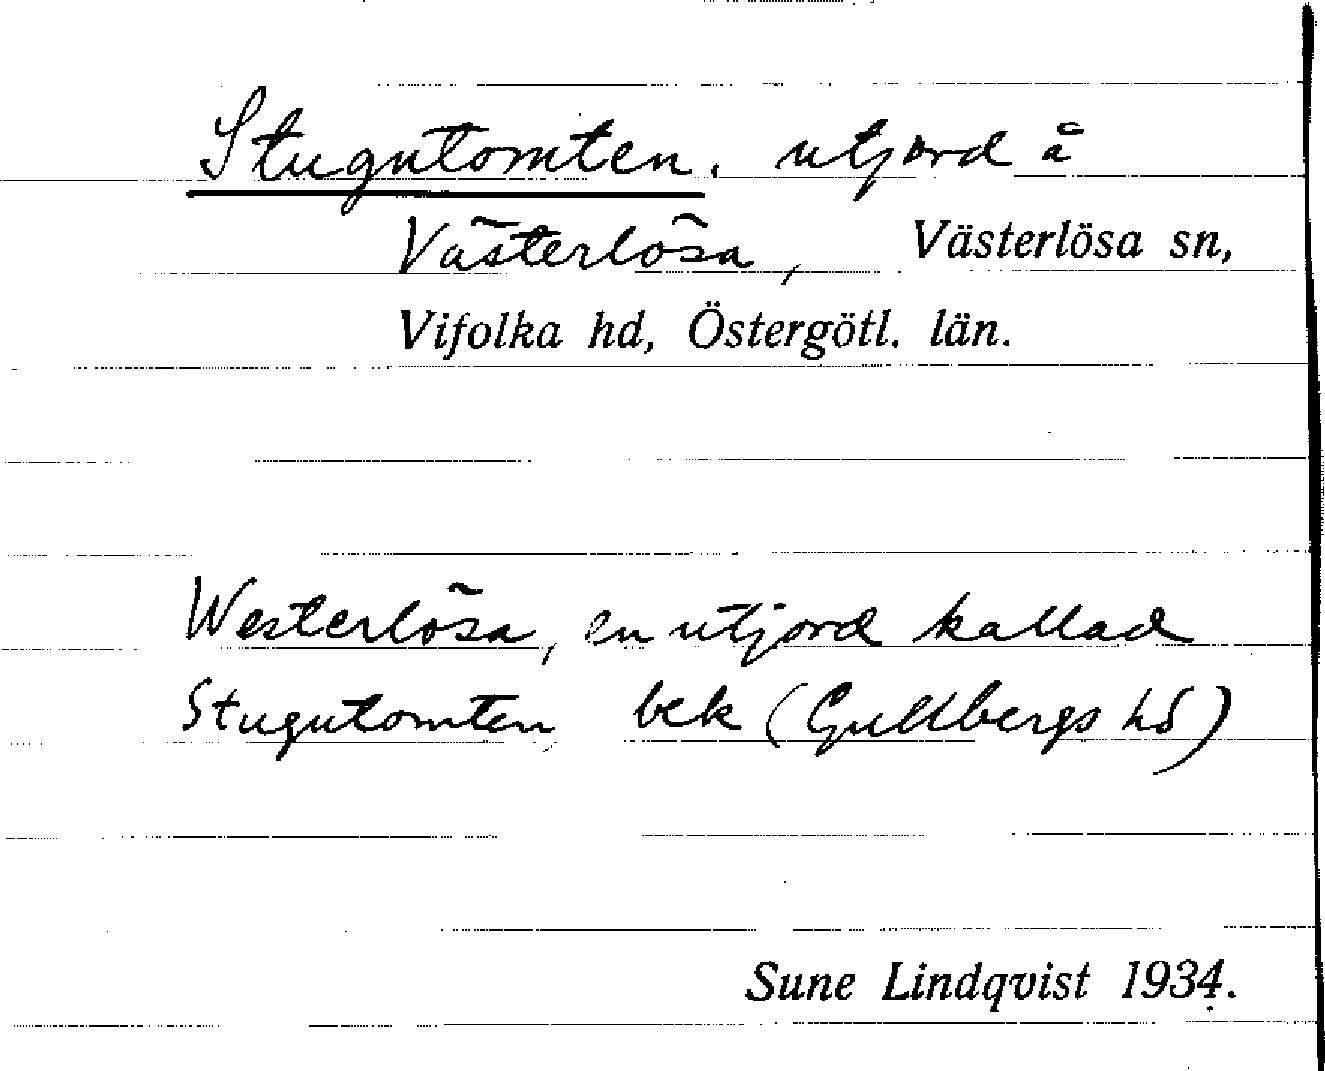 Stugutomten, utjord å
Västerlösa, Västerlösa sn,
Vifolka hd, Östergötl. län.
Westerlösa, en utjord kallad
Stugutomten, bek (Gullbergs hd)
Sune Lindqvist 1934.